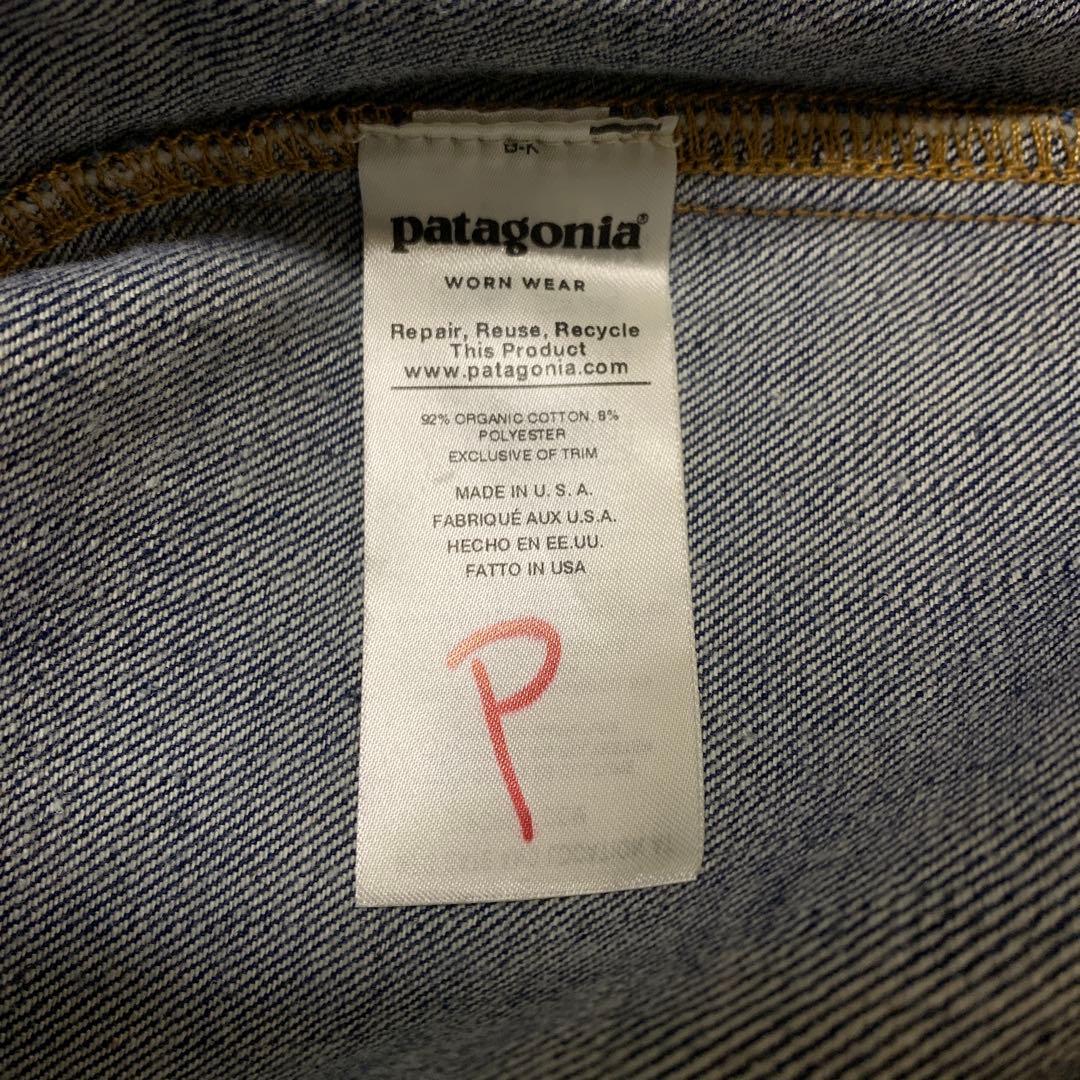 patagonia®
WORN WEAR
Repair, Reuse, Recycle
This Product
www.patagonia.com
92% ORGANIC COTTON, 8%
POLYESTER
EXCLUSIVE OF TRIM
MADE IN U. S. A.
FABRIQUÉ AUX U.S.A.
HECHO EN EE.UU.
FATTO IN USA
P